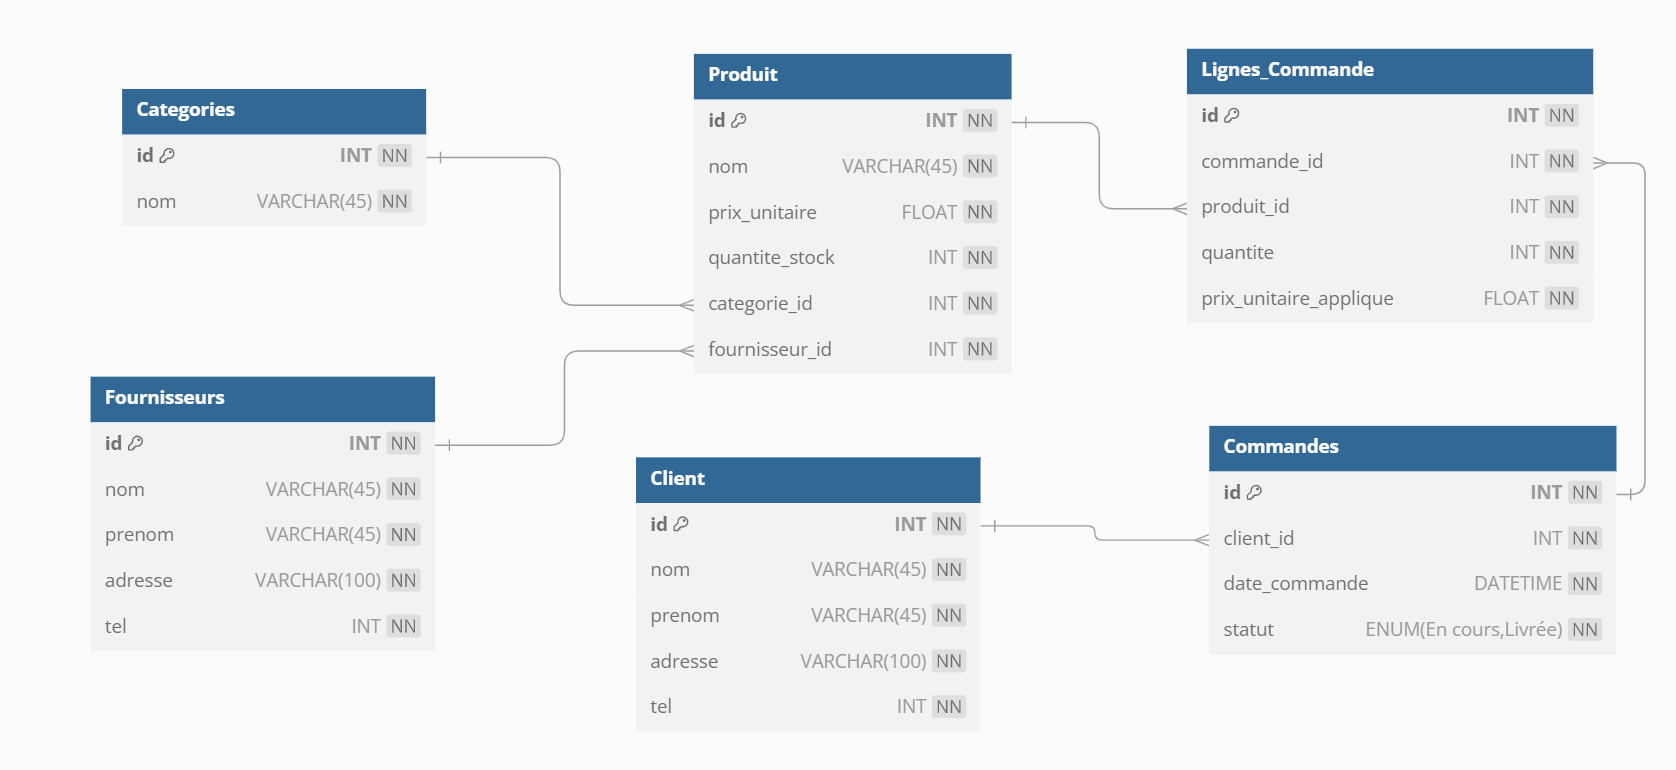 Categories
id INT NN
nom VARCHAR(45) NN
Fournisseurs
id INT NN
nom VARCHAR(45) NN
prenom VARCHAR(45) NN
adresse VARCHAR(100) NN
tel INT NN
Produit
id INT NN
nom VARCHAR(45) NN
prix_unitaire FLOAT NN
quantite_stock INT NN
categorie_id INT NN
fournisseur_id INT NN
Client
id INT NN
nom VARCHAR(45) NN
prenom VARCHAR(45) NN
adresse VARCHAR(100) NN
tel INT NN
Lignes_Commande
id INT NN
commande_id INT NN
produit_id INT NN
quantite INT NN
prix_unitaire_applique FLOAT NN
Commandes
id INT NN
client_id INT NN
date_commande DATETIME NN
statut ENUM(En cours,Livrée) NN